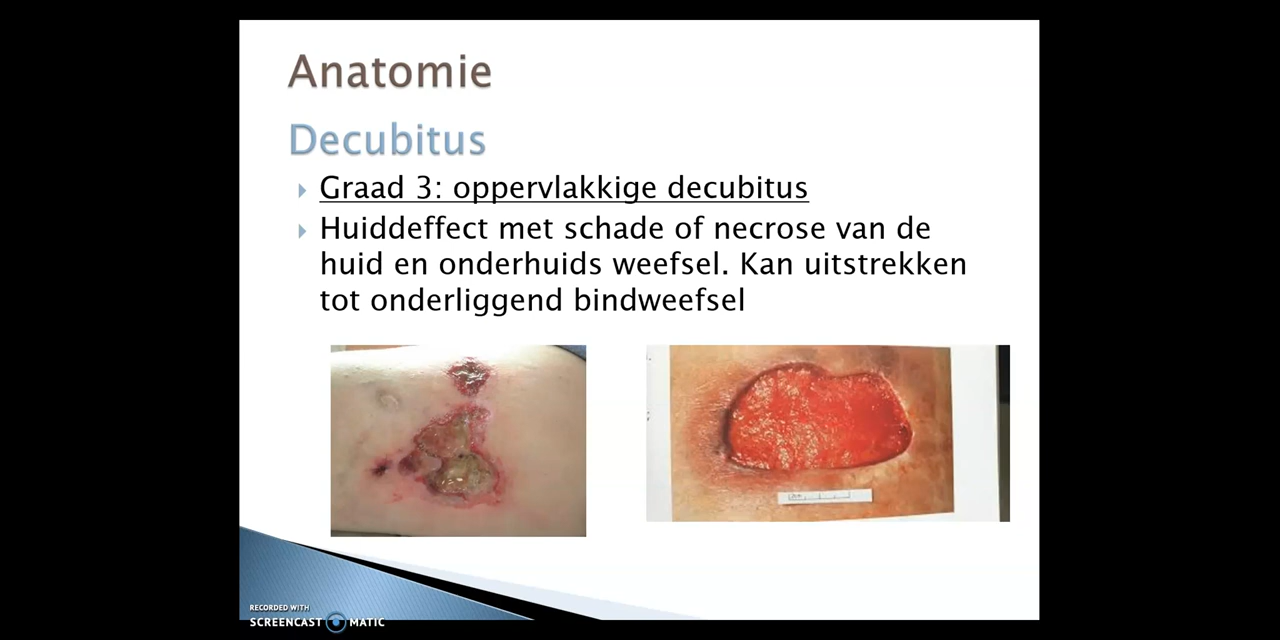 Anatomie
Decubitus
Graad 3: oppervlakkige decubitus
Huiddeffect met schade of necrose van de
huid en onderhuids weefsel. Kan uitstrekken
tot onderliggend bindweefsel
RECORDED WITH
SCREENCAST MATIC